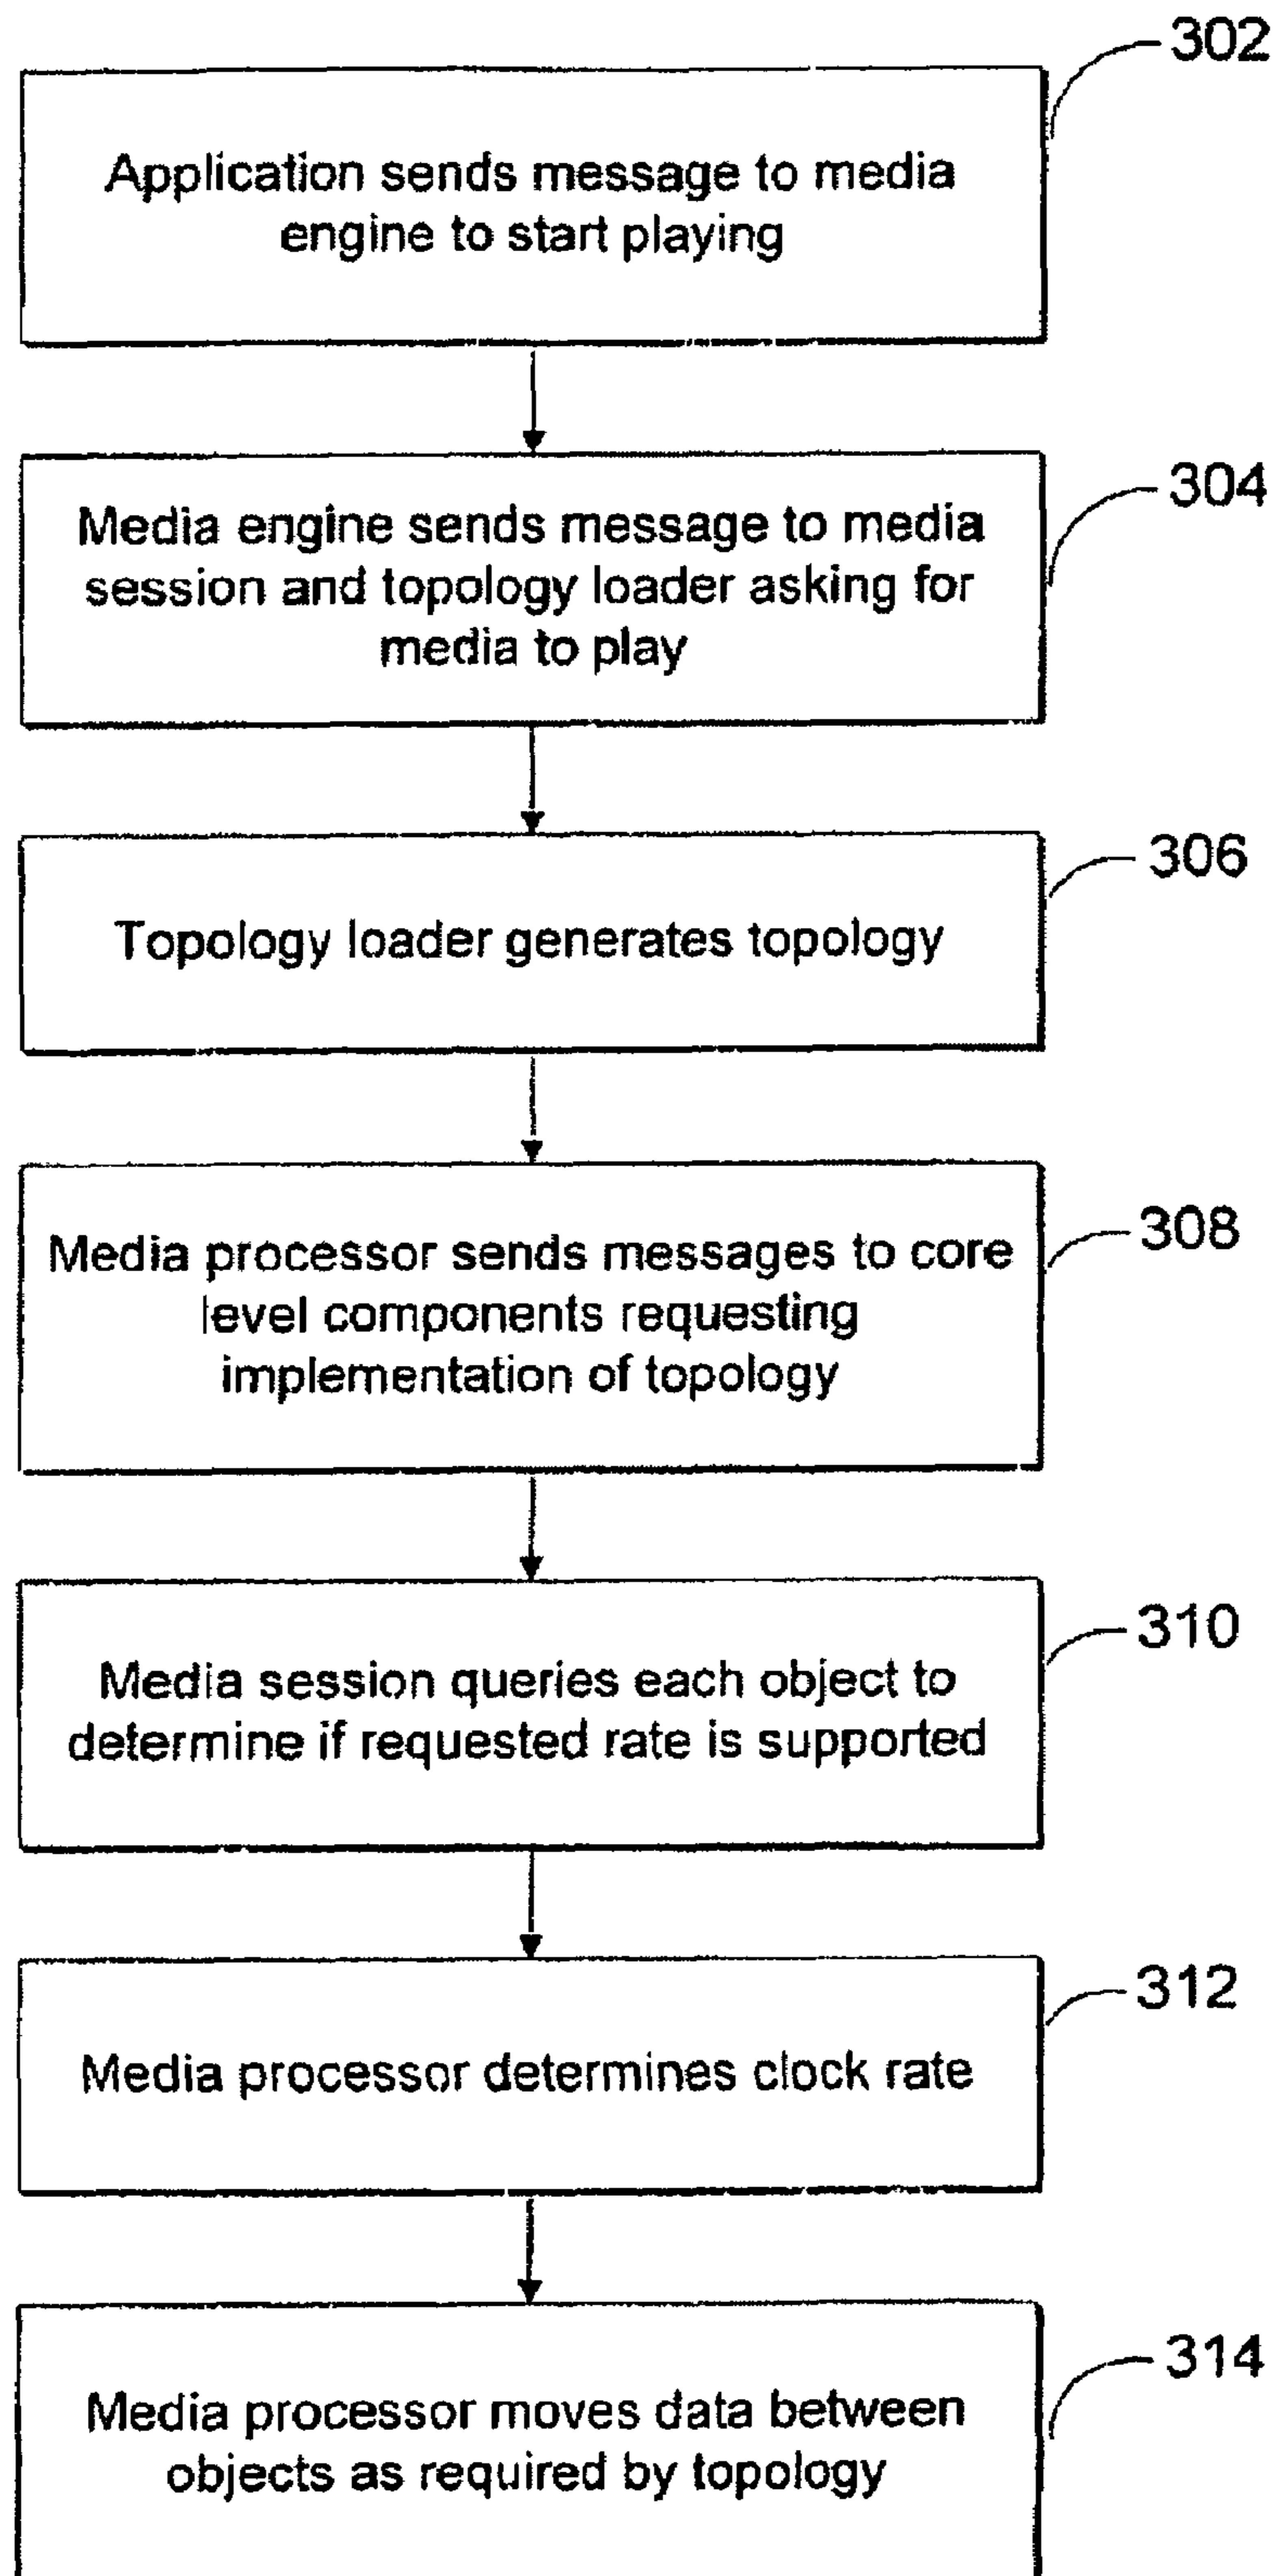 302
Application sends message to media
engine to start playing
304
Media engine sends message to media
session and topology loader asking for
media to play
306
Topology loader generates topology
308
Media processor sends messages to core
level components requesting
implementation of topology
310
Media session queries each object to
determine if requested rate is supported
312
Media processor determines clock rate
314
Media processor moves data between
objects as required by topology